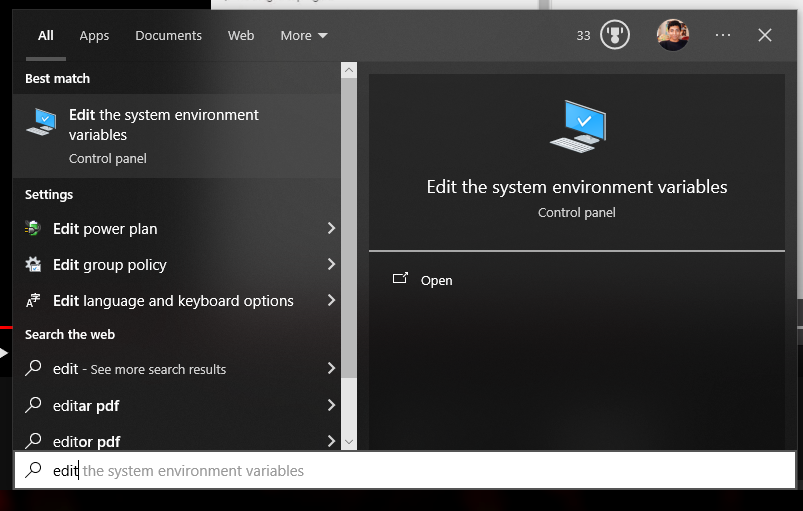 All Apps Documents Web More 33
Best match
Edit the system environment
variables
Control panel
Settings
Edit power plan
Edit group policy
Edit language and keyboard options
Search the web
edit - See more search results
editar pdf
editor pdf
Edit the system environment variables
Control panel
Open
edit the system environment variables